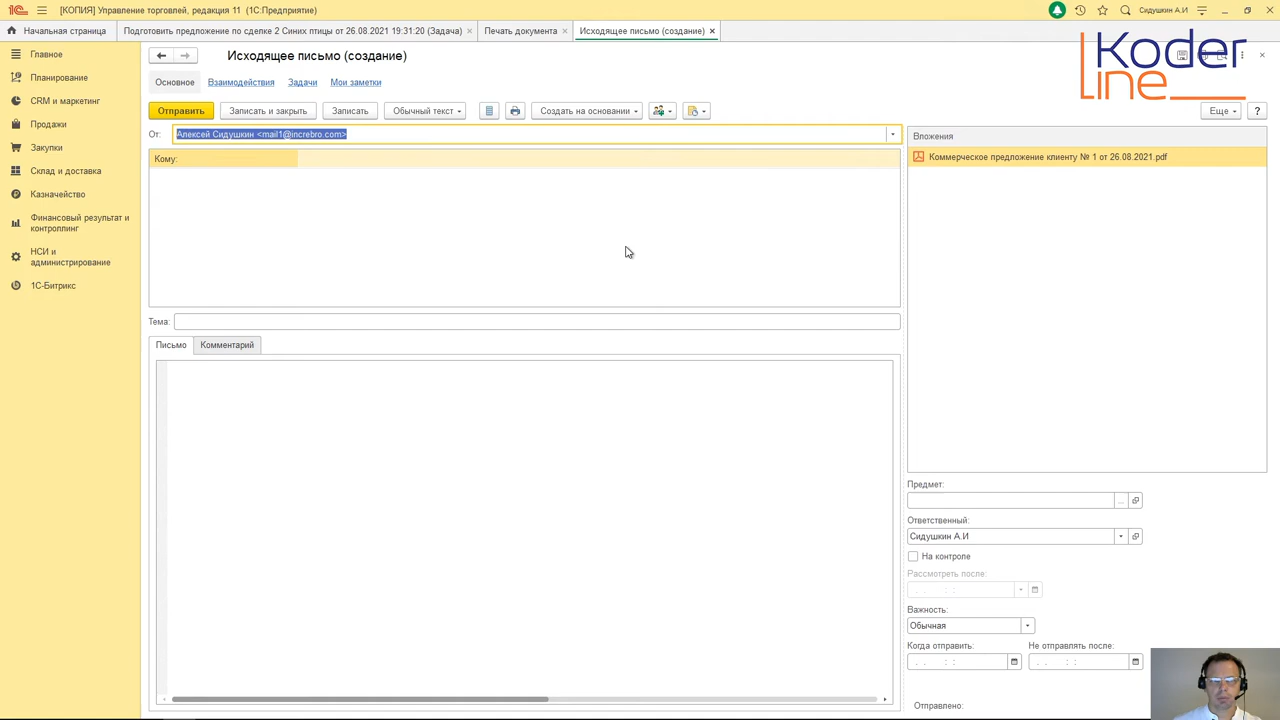 [КОПИЯ] Управление торговлей, редакция 11 (1С:Предприятие)
Сидушкин А.И
Начальная страница
Подготовить предложение по сделке 2 Синих птицы от 26.08.2021 19:31:20 (Задача) ×
Печать документа ×
Исходящее письмо (создание) ×
Koder
line
Главное
Планирование
CRM и маркетинг
Продажи
Закупки
Склад и доставка
Казначейство
Финансовый результат и
контроллинг
НСИ и
администрирование
1С-Битрикс
Исходящее письмо (создание)
Основное Взаимодействия Задачи Мои заметки
Отправить Записать и закрыть Записать Обычный текст Создать на основании Еще ?
От: Алексей Сидушкин <mail1@increbro.com>
Кому:
Тема:
Письмо Комментарий
Вложения
Коммерческое предложение клиенту № 1 от 26.08.2021.pdf
Предмет:
Ответственный:
Сидушкин А.И
На контроле
Рассмотреть после:
. . : :
Важность:
Обычная
Когда отправить: Не отправлять после:
. . : : . . : :
Отправлено: